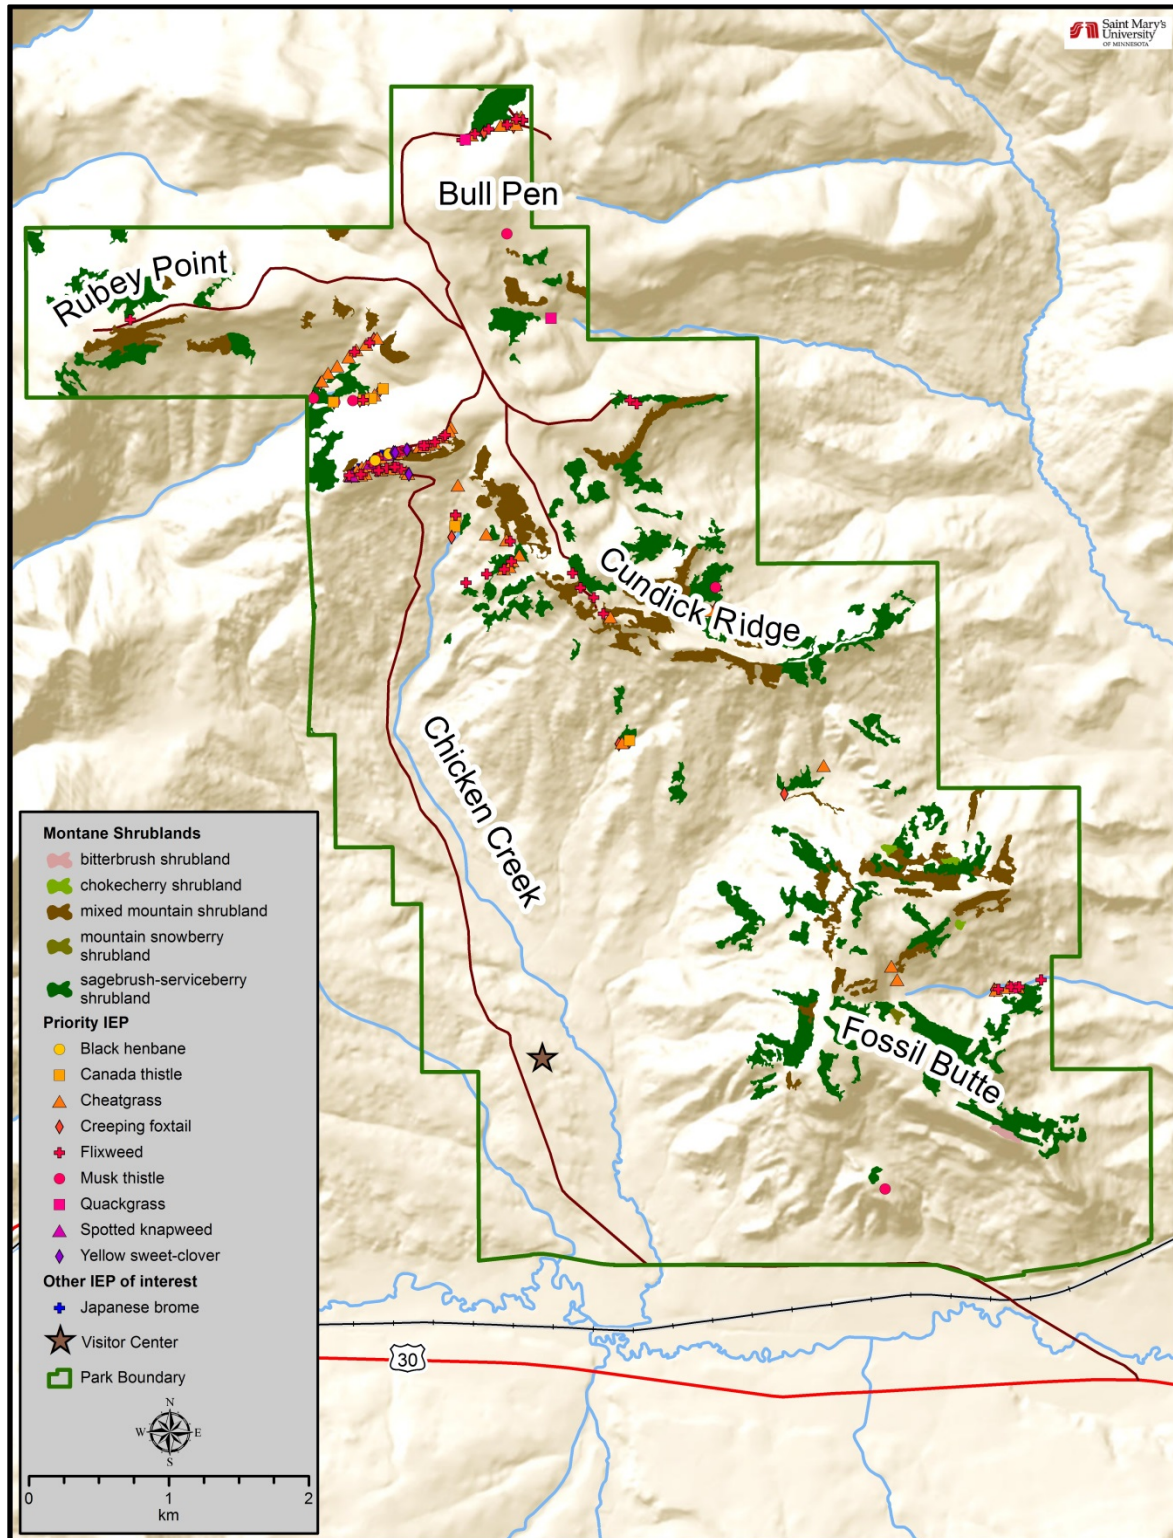 Saint Mary's
University
OF MINNESOTA
Bull Pen
Rubey Point
Cundick Ridge
Chicken Creek
Fossil Butte
Montane Shrublands
bitterbrush shrubland
chokecherry shrubland
mixed mountain shrubland
mountain snowberry
shrubland
sagebrush-serviceberry
shrubland
Priority IEP
Black henbane
Canada thistle
Cheatgrass
Creeping foxtail
Flixweed
Musk thistle
Quackgrass
Spotted knapweed
Yellow sweet-clover
Other IEP of interest
Japanese brome
Visitor Center
Park Boundary
N
W E
S
0 1 2
km
30